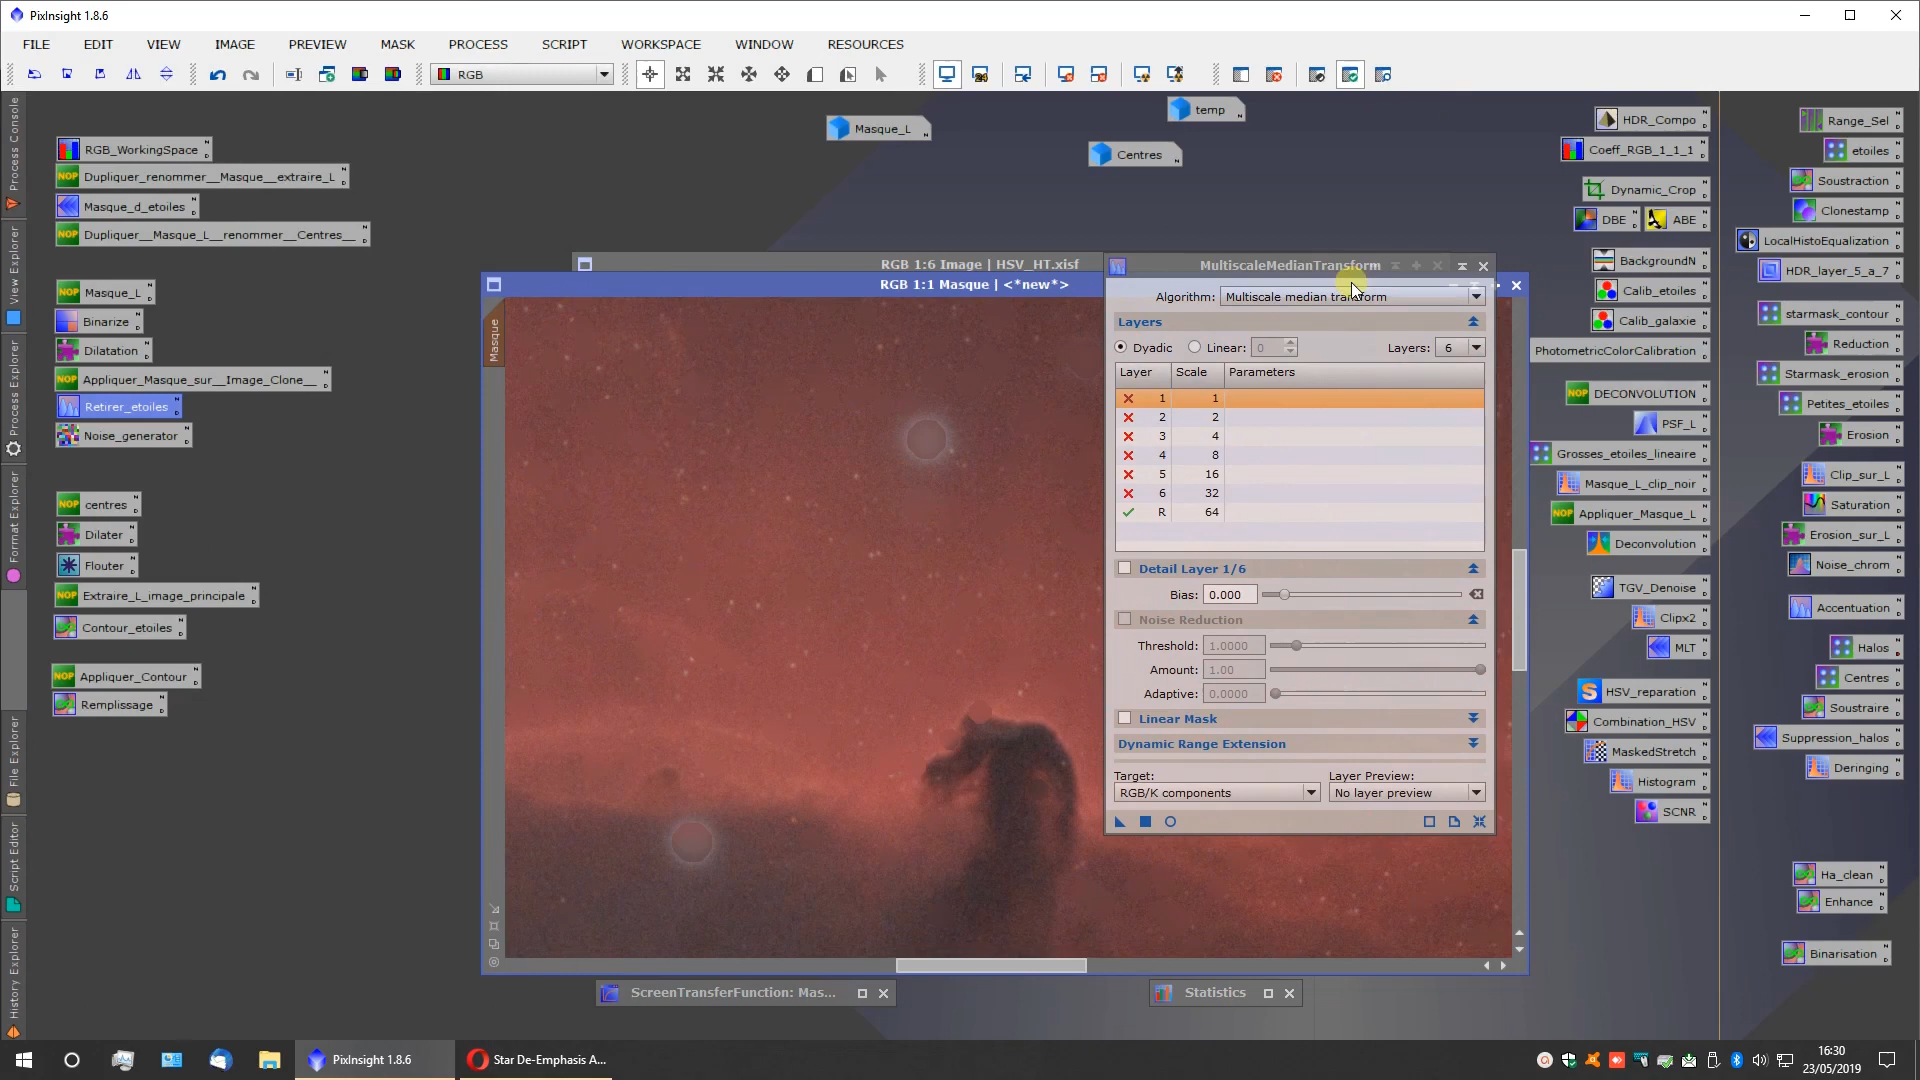 PixInsight 1.8.6
FILE EDIT VIEW IMAGE PREVIEW MASK PROCESS SCRIPT WORKSPACE WINDOW RESOURCES
RGB
Process Console
View Explorer
Process Explorer
Format Explorer
File Explorer
Script Editor
History Explorer
RGB_WorkingSpace
Dupliquer_renommer__Masque__extraire_L
Masque_d_etoiles
Dupliquer__Masque_L__renommer__Centres__
Masque_L
Binarize
Dilatation
Appliquer_Masque_sur__Image_Clone__
Retirer_etoiles
Noise_generator
centres
Dilater
Flouter
Extraire_L_image_principale
Contour_etoiles
Appliquer_Contour
Remplissage
Masque_L
temp
Centres
RGB 1:6 Image | HSV_HT.xisf
RGB 1:1 Masque | <*new*>
Masque
MultiscaleMedianTransform
Algorithm: Multiscale median transform
Layers
Dyadic Linear: 0 Layers: 6
Layer Scale Parameters
1 1
2 2
3 4
4 8
5 16
6 32
R 64
Detail Layer 1/6
Bias: 0.000
Noise Reduction
Threshold: 1.0000
Amount: 1.00
Adaptive: 0.0000
Linear Mask
Dynamic Range Extension
Target: Layer Preview:
RGB/K components No layer preview
ScreenTransferFunction: Mas...
Statistics
HDR_Compo
Coeff_RGB_1_1_1
Dynamic_Crop
DBE ABE
BackgroundN
Calib_etoiles
Calib_galaxie
PhotometricColorCalibration
DECONVOLUTION
PSF_L
Grosses_etoiles_lineaire
Masque_L_clip_noir
Appliquer_Masque_L
Deconvolution
TGV_Denoise
Clipx2
MLT
HSV_reparation
Combination_HSV
MaskedStretch
Histogram
SCNR
Range_Sel
etoiles
Soustraction
Clonestamp
LocalHistoEqualization
HDR_layer_5_a_7
starmask_contour
Reduction
Starmask_erosion
Petites_etoiles
Erosion
Clip_sur_L
Saturation
Erosion_sur_L
Noise_chrom
Accentuation
Halos
Centres
Soustraire
Suppression_halos
Deringing
Ha_clean
Enhance
Binarisation
PixInsight 1.8.6
Star De-Emphasis A...
16:30
23/05/2019